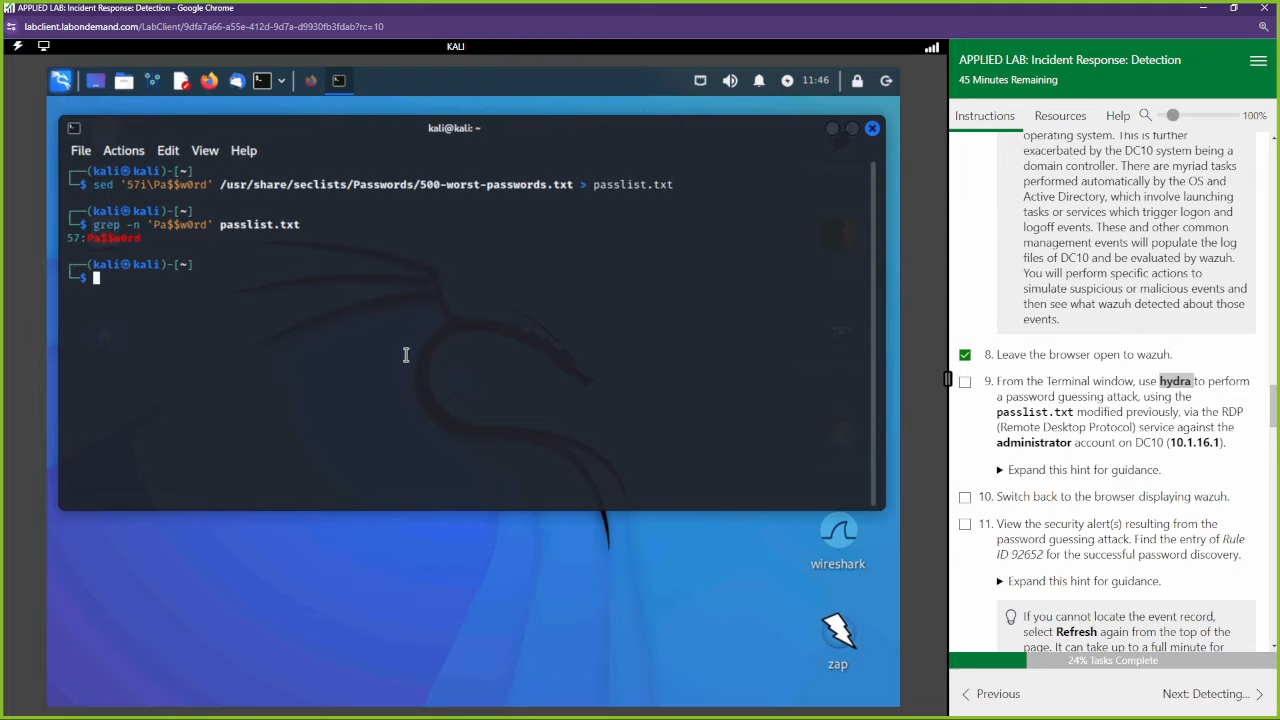 APPLIED LAB: Incident Response: Detection - Google Chrome
labclient.labondemand.com/LabClient/9dfa7a66-a55e-412d-9d7a-d9930fb3fdab?rc=10
KALI
11:46
kali@kali: ~
File Actions Edit View Help
┌──(kali㉿kali)-[~]
└─$ sed '57i\Pa$$w0rd' /usr/share/seclists/Passwords/500-worst-passwords.txt > passlist.txt
┌──(kali㉿kali)-[~]
└─$ grep -n 'Pa$$w0rd' passlist.txt
57:Pa$$w0rd
┌──(kali㉿kali)-[~]
└─$
wireshark
zap
APPLIED LAB: Incident Response: Detection
45 Minutes Remaining
Instructions Resources Help 100%
operating system. This is further
exacerbated by the DC10 system being a
domain controller. There are myriad tasks
performed automatically by the OS and
Active Directory, which involve launching
tasks or services which trigger logon and
logoff events. These and other common
management events will populate the log
files of DC10 and be evaluated by wazuh.
You will perform specific actions to
simulate suspicious or malicious events and
then see what wazuh detected about those
events.
8. Leave the browser open to wazuh.
9. From the Terminal window, use hydra to perform
a password guessing attack, using the
passlist.txt modified previously, via the RDP
(Remote Desktop Protocol) service against the
administrator account on DC10 (10.1.16.1).
Expand this hint for guidance.
10. Switch back to the browser displaying wazuh.
11. View the security alert(s) resulting from the
password guessing attack. Find the entry of Rule
ID 92652 for the successful password discovery.
Expand this hint for guidance.
If you cannot locate the event record,
select Refresh again from the top of the
page. It can take up to a full minute for
24% Tasks Complete
Previous Next: Detecting...